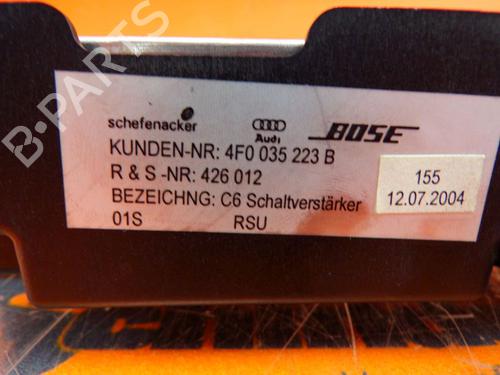 schefenacker Audi BOSE
KUNDEN-NR: 4F0 035 223 B
R & S -NR: 426 012
BEZEICHNG: C6 Schaltverstärker
01S RSU
155
12.07.2004
B-PARTS